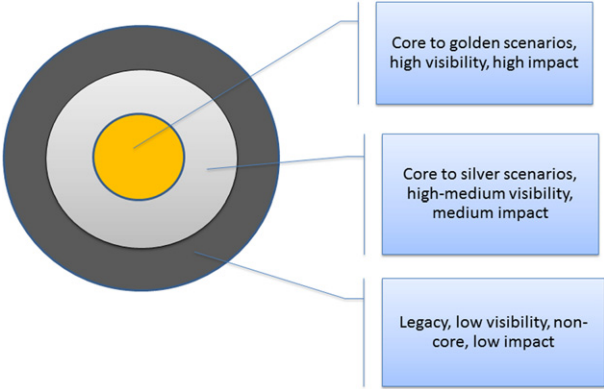 Core to golden scenarios,
high visibility, high impact
Core to silver scenarios,
high-medium visibility,
medium impact
Legacy, low visibility, non-
core, low impact